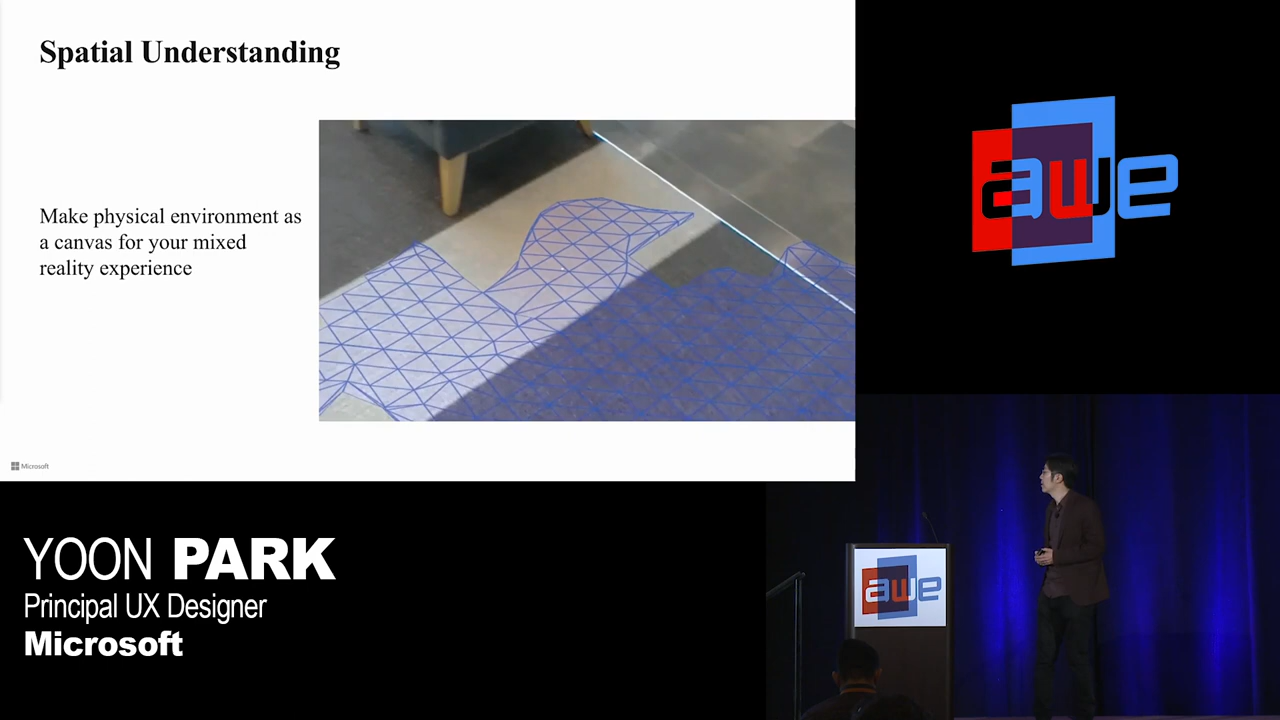 Spatial Understanding
Make physical environment as
a canvas for your mixed
reality experience
Microsoft
awe
YOON PARK
Principal UX Designer
Microsoft
awe